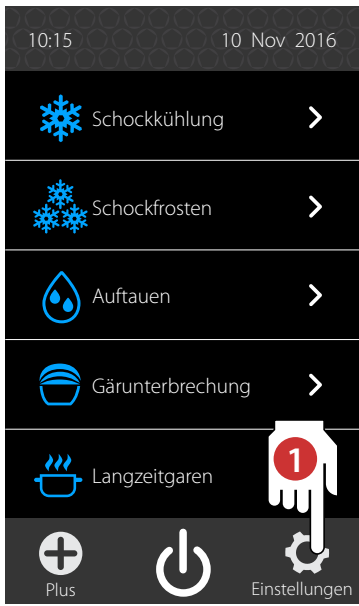 10:15 10 Nov 2016
Schockkühlung
Schockfrosten
Auftauen
Gärunterbrechung
Langzeitgaren
1
Plus Einstellungen